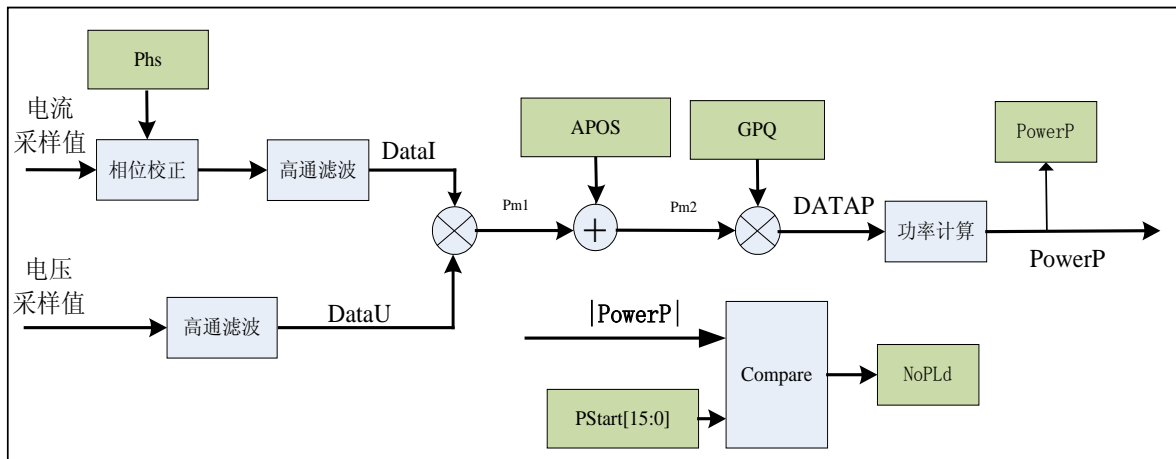 Phs
电流
采样值
相位校正
高通滤波
DataI
Pm1
APOS
Pm2
GPQ
DATAP
功率计算
PowerP
PowerP
电压
采样值
高通滤波
DataU
|PowerP|
PStart[15:0]
Compare
NoPLd